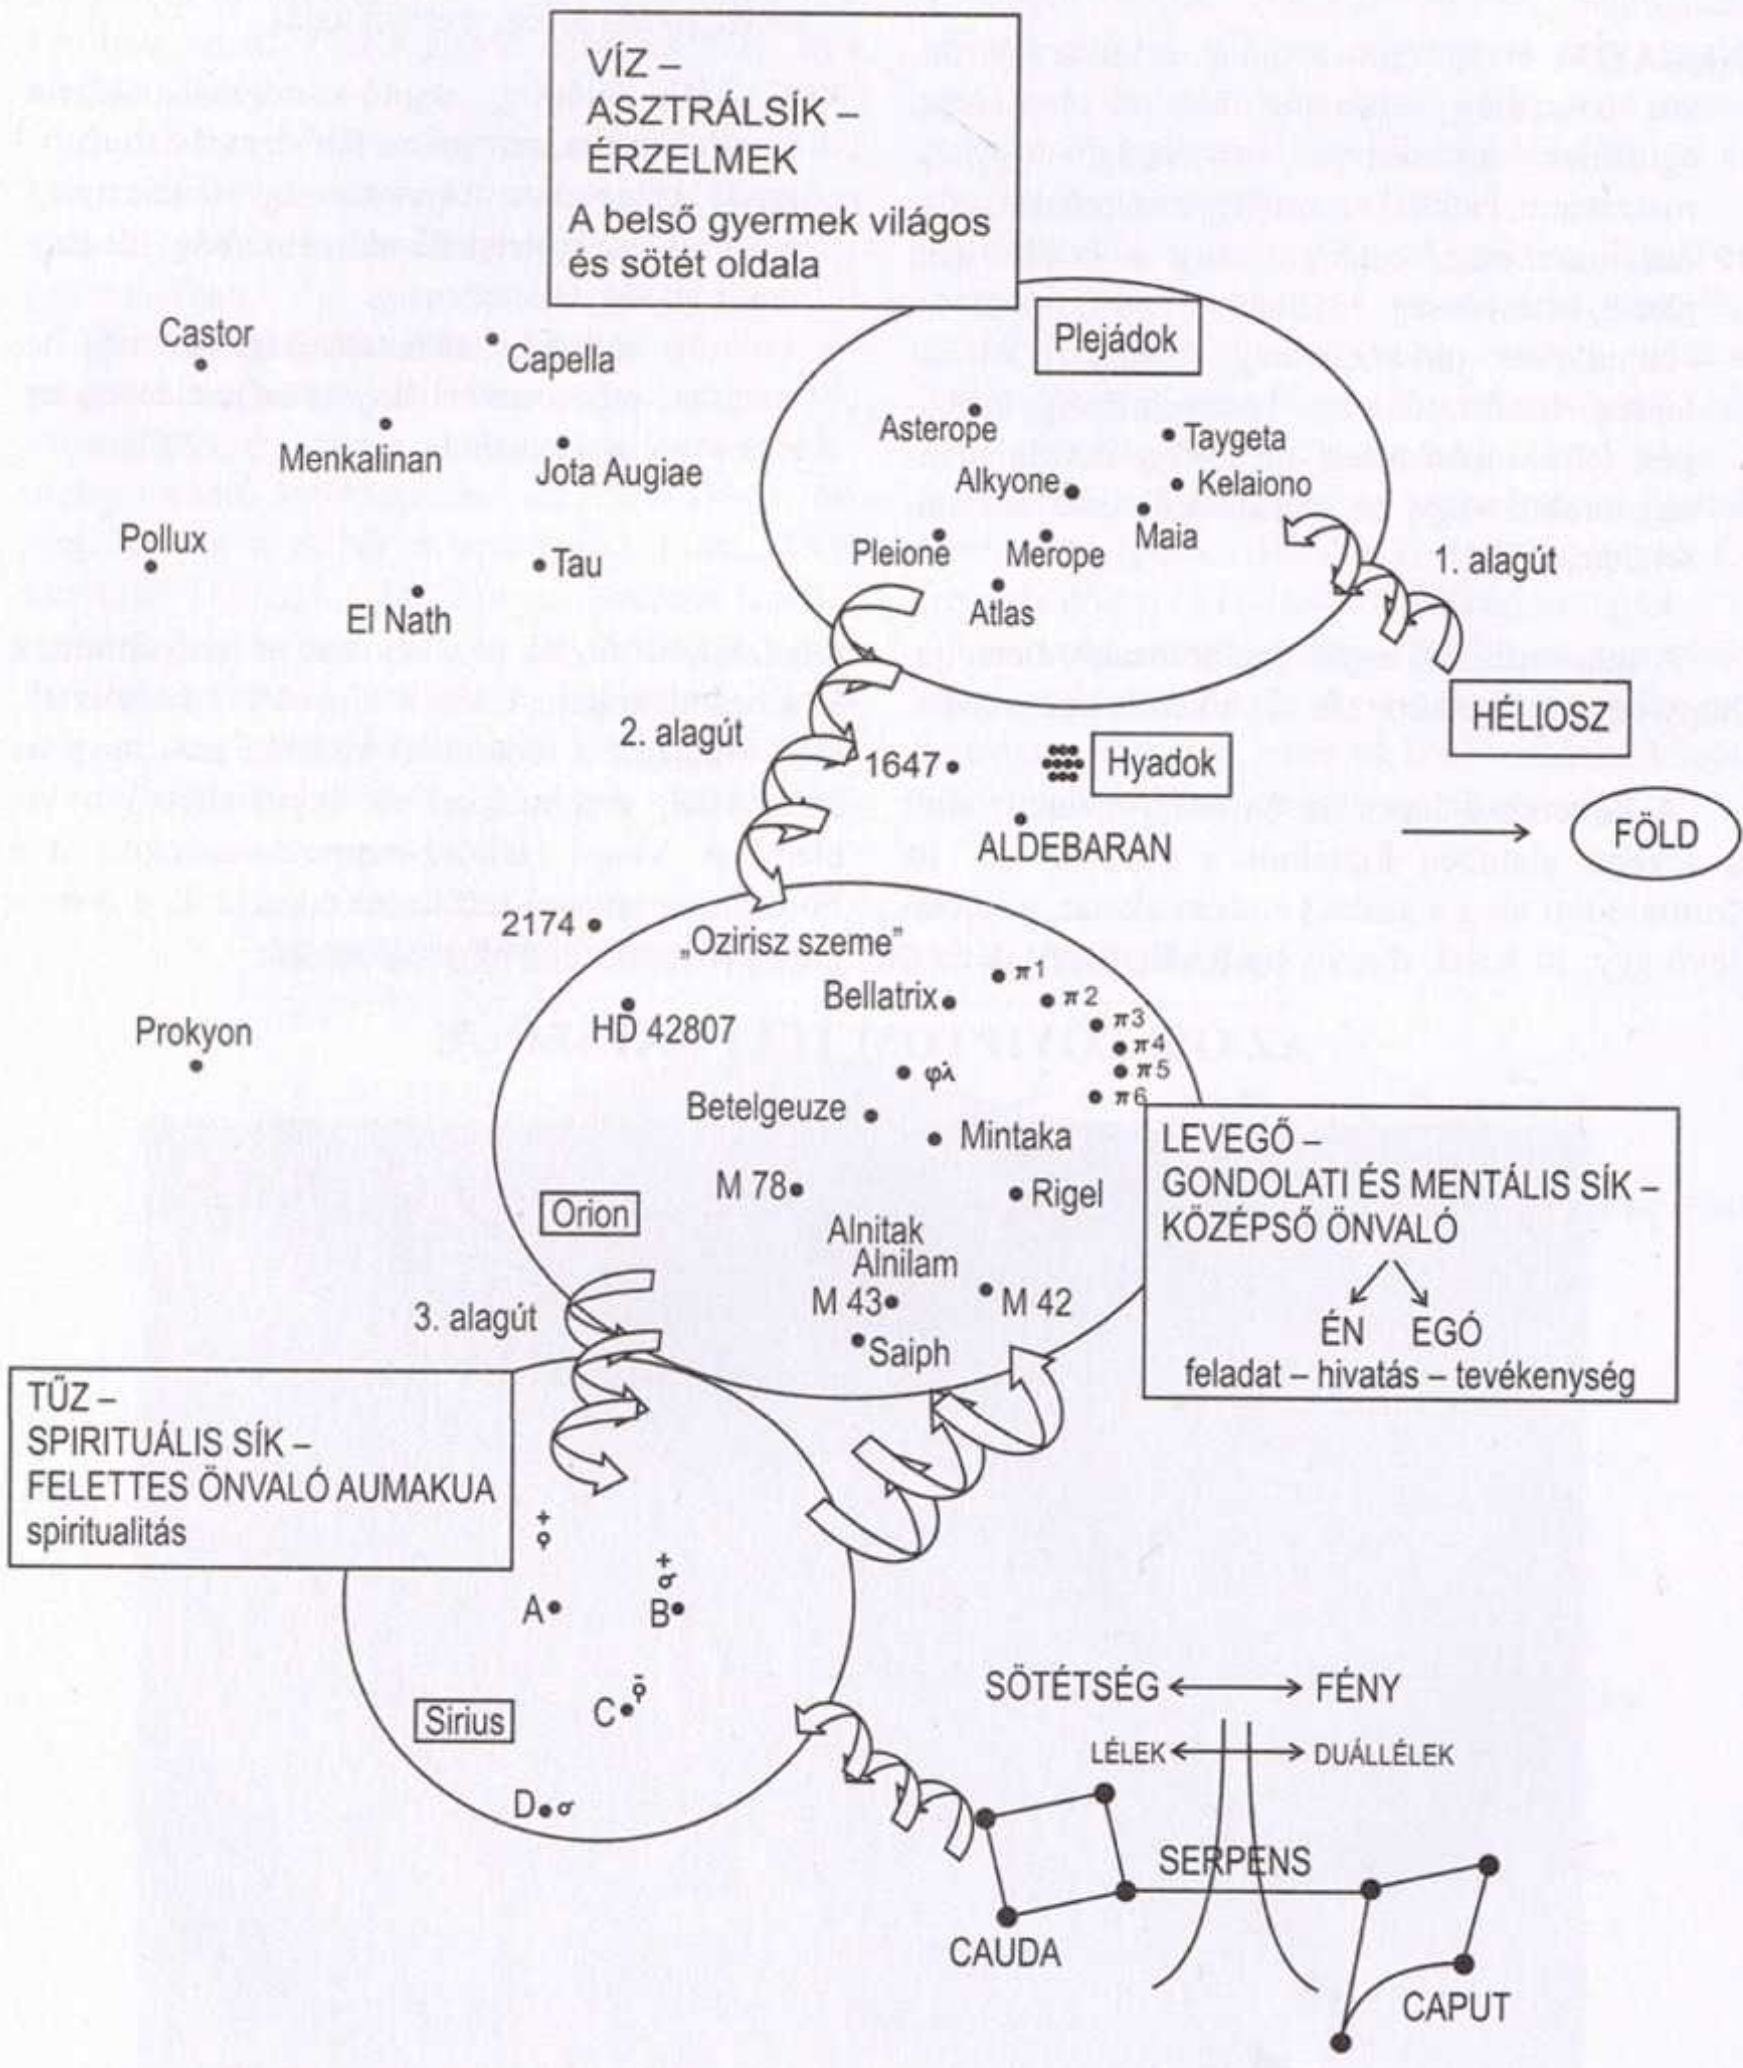 VÍZ –
ASZTRÁLSÍK –
ÉRZELMEK
A belső gyermek világos
és sötét oldala
Castor
Capella
Menkalinan
Jota Augiae
Pollux
Tau
El Nath
Plejádok
Asterope
Taygeta
Alkyone
Kelaiono
Maia
Pleione
Merope
Atlas
1. alagút
HÉLIOSZ
2. alagút
1647
Hyadok
ALDEBARAN
FÖLD
2174
„Ozirisz szeme”
HD 42807
Bellatrix
π1
π2
π3
π4
π5
π6
Prokyon
φλ
Betelgeuze
Mintaka
M 78
Rigel
Orion
Alnitak
Alnilam
M 43
M 42
Saiph
LEVEGŐ –
GONDOLATI ÉS MENTÁLIS SÍK –
KÖZÉPSŐ ÖNVALÓ
ÉN EGÓ
feladat – hivatás – tevékenység
3. alagút
TŰZ –
SPIRITUÁLIS SÍK –
FELETTES ÖNVALÓ AUMAKUA
spiritualitás
+
♀
+
♂
A
B
-
♀
C
Sirius
D ♂
SÖTÉTSÉG FÉNY
LÉLEK DUÁLLÉLEK
SERPENS
CAUDA
CAPUT